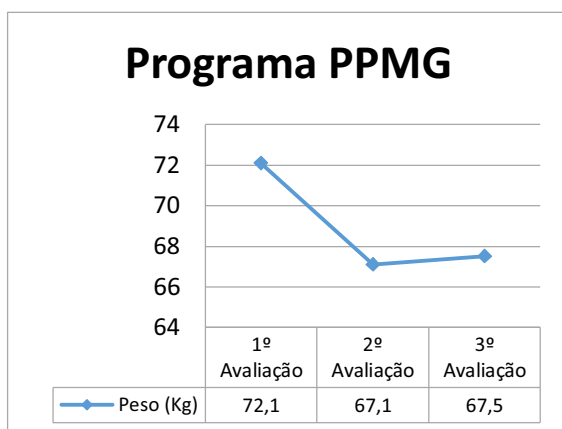 Programa PPMG
74
72
70
68
66
64
1º Avaliação
2º Avaliação
3º Avaliação
Peso (Kg) 72,1 67,1 67,5